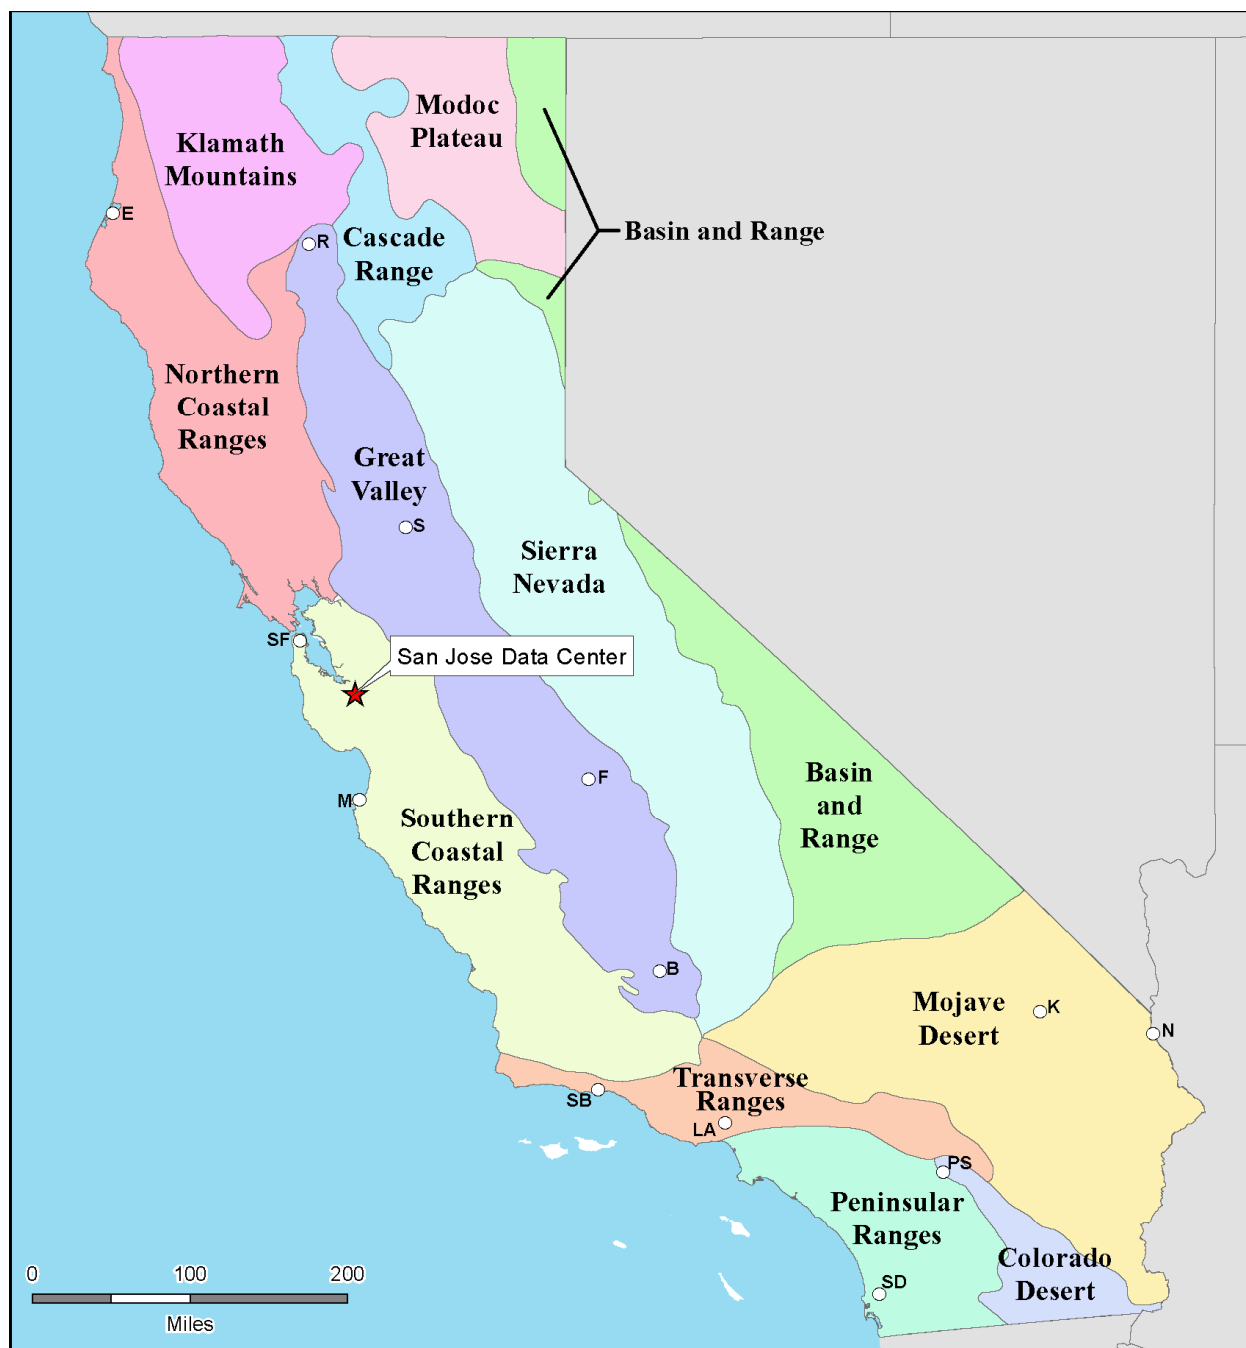 Klamath
Mountains
Modoc
Plateau
E
R
Cascade
Range
Basin and Range
Northern
Coastal
Ranges
Great
Valley
S
Sierra
Nevada
SF
San Jose Data Center
F
M
Basin
and
Range
Southern
Coastal
Ranges
B
Mojave
Desert
K
N
Transverse
Ranges
SB
LA
PS
Peninsular
Ranges
Colorado
Desert
SD
0 100 200
Miles